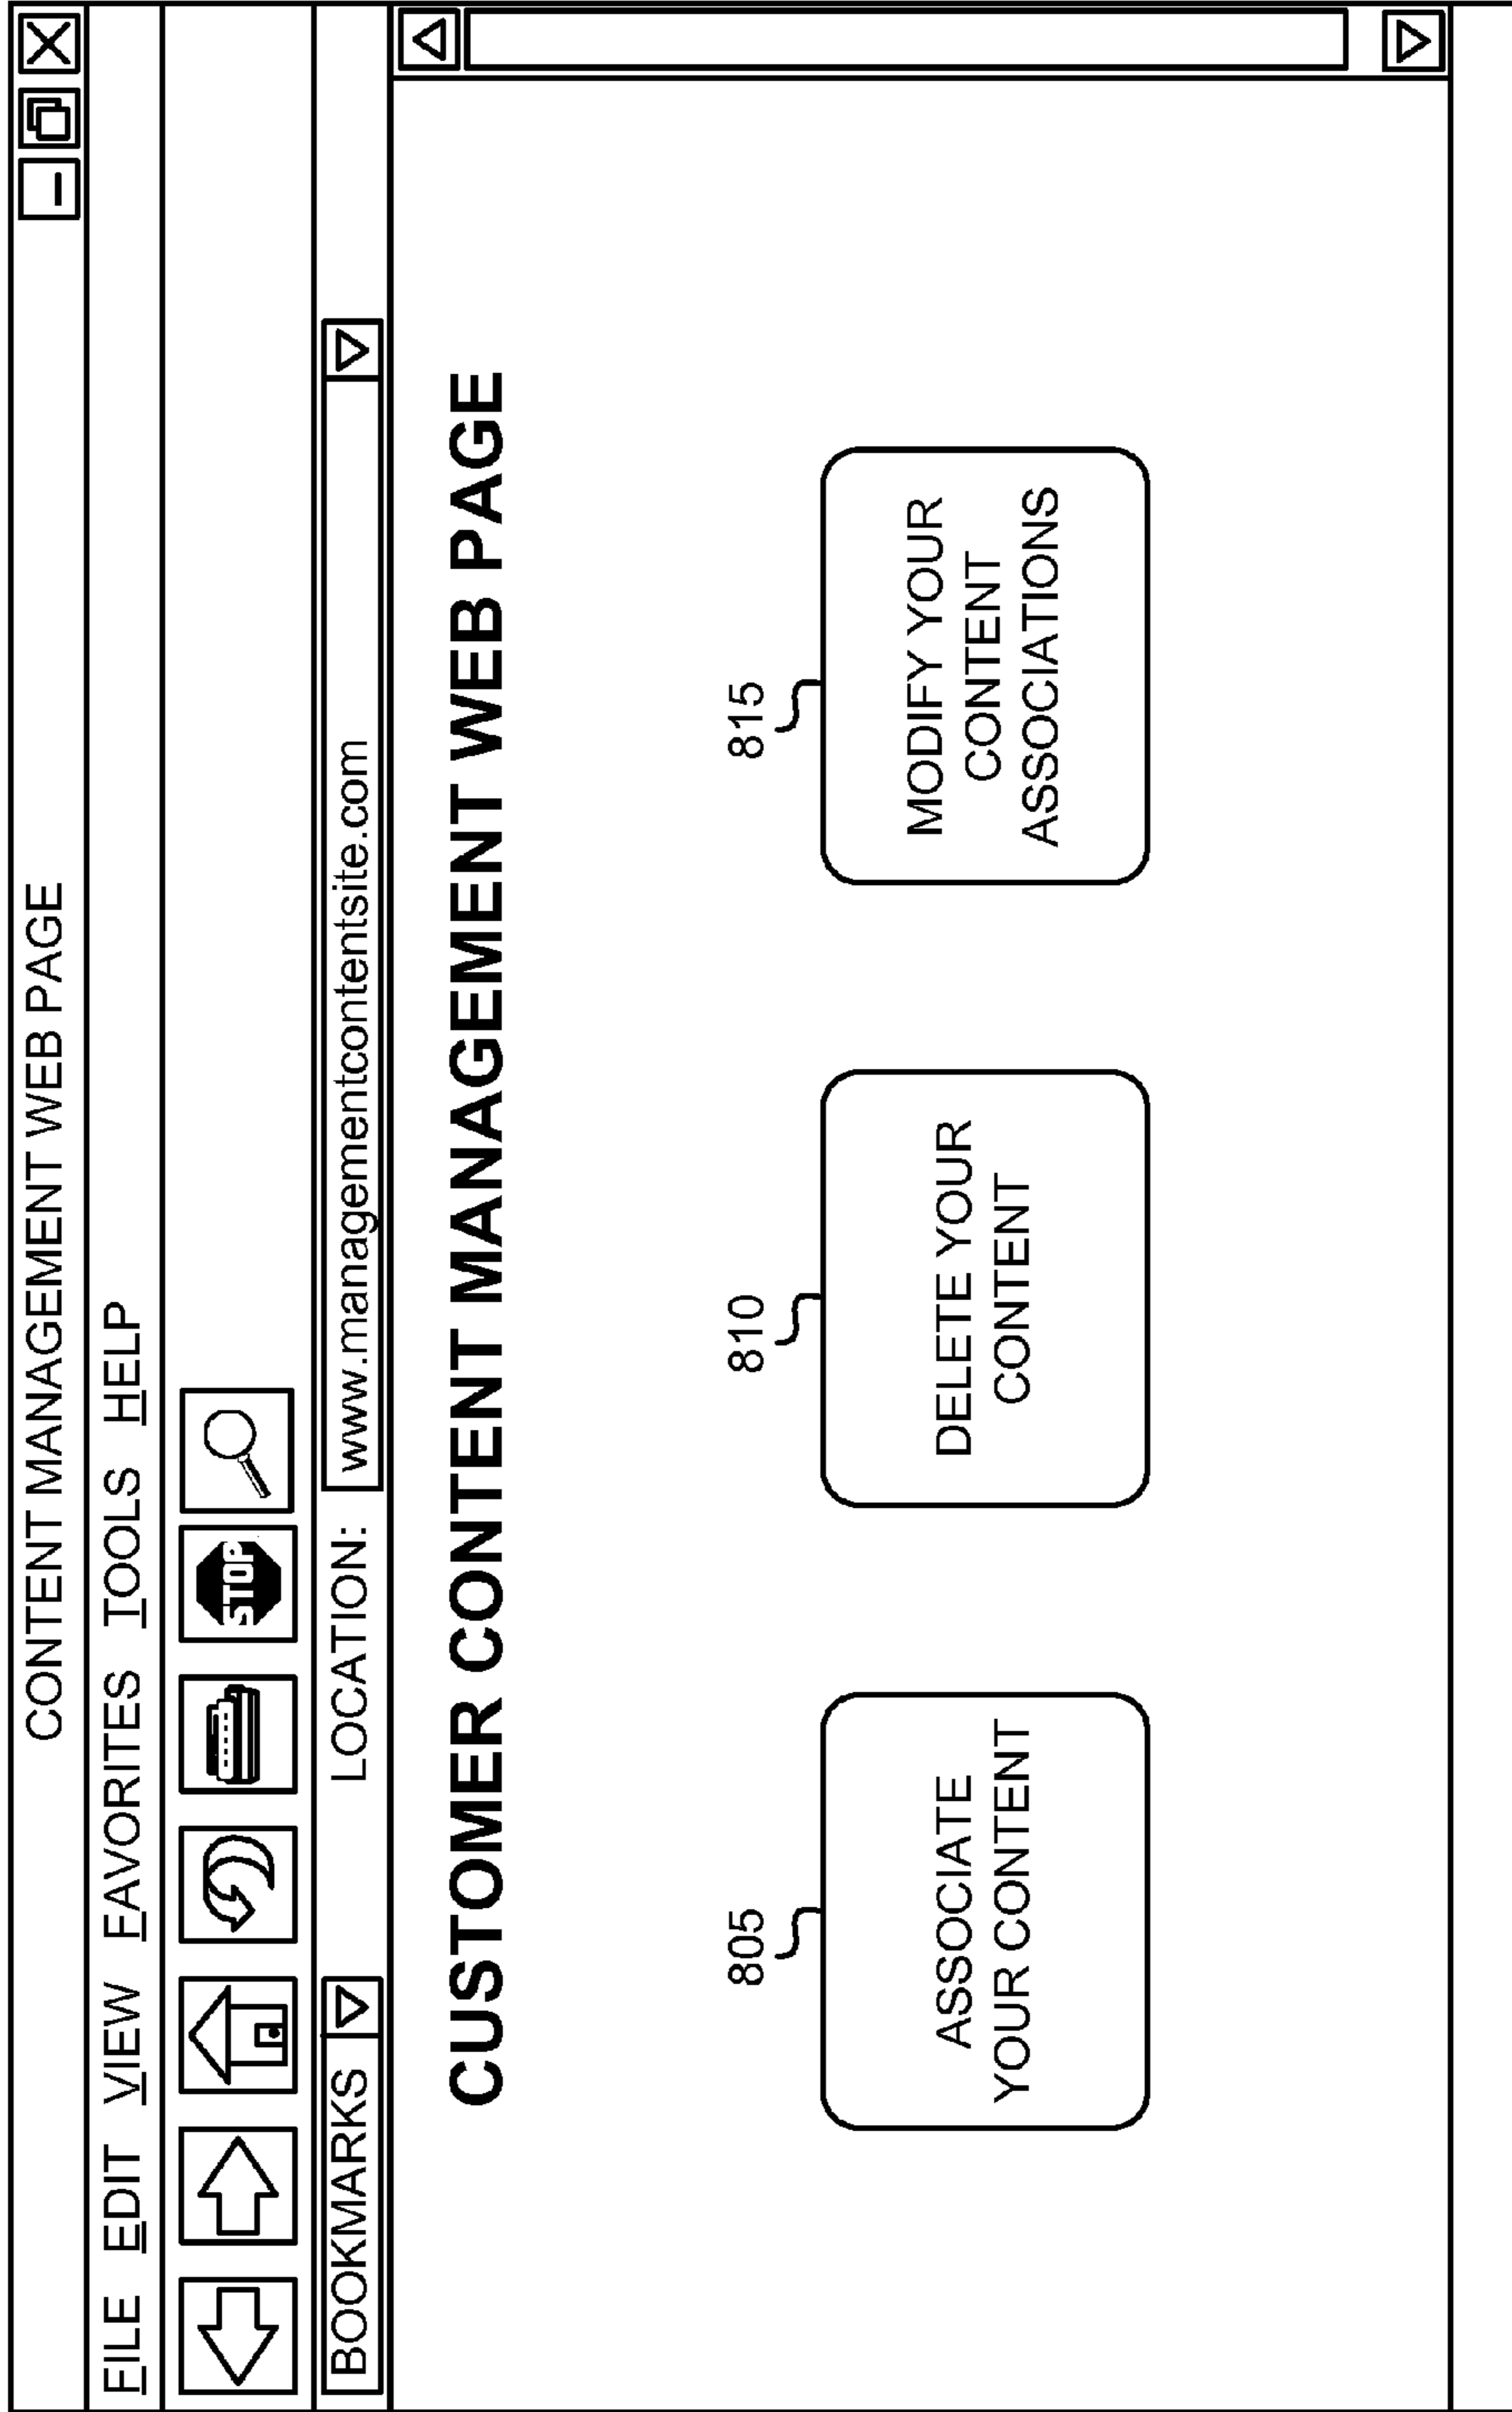 CONTENT MANAGEMENT WEB PAGE
FILE EDIT VIEW FAVORITES TOOLS HELP
STOP
BOOKMARKS LOCATION: www.managementcontentsite.com
CUSTOMER CONTENT MANAGEMENT WEB PAGE
805
ASSOCIATE
YOUR CONTENT
810
DELETE YOUR
CONTENT
815
MODIFY YOUR
CONTENT
ASSOCIATIONS